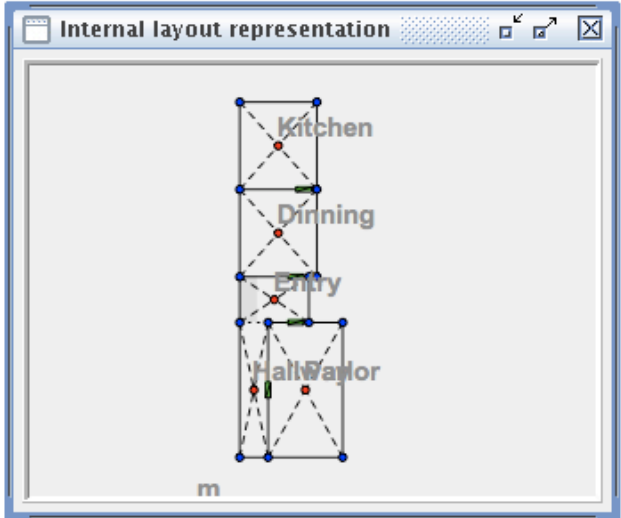 Internal layout representation
Kitchen
Dinning
Entry
Hallway
Parlor
m